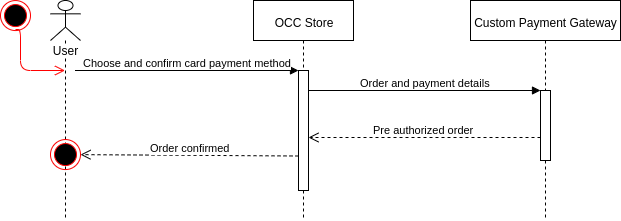 User
OCC Store
Custom Payment Gateway
Choose and confirm card payment method
Order and payment details
Pre authorized order
Order confirmed